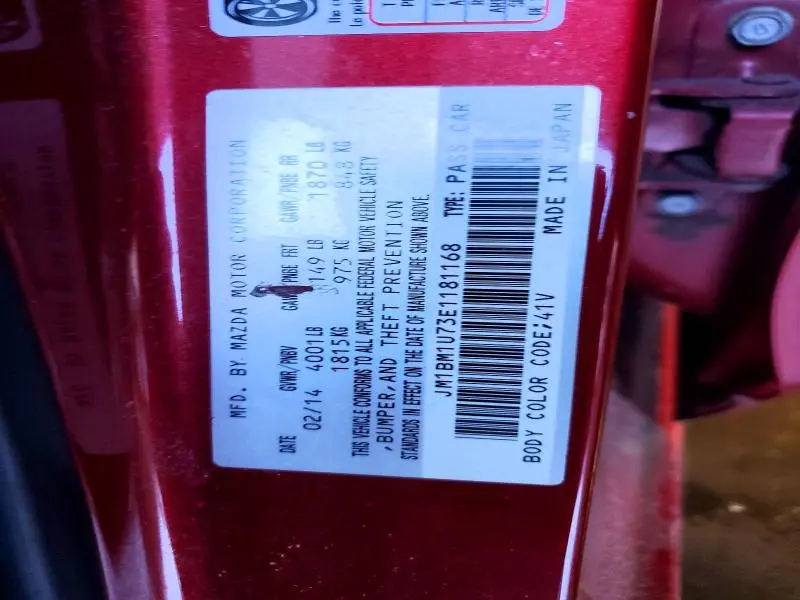 MFD. BY MAZDA MOTOR CORPORATION
DATE GVWR/PNBV GAWR/PNBE FRT GAWR/PNBE RR
02/14 4001LB 149 LB 1870 LB
1815KG 975 KG 848 KG
THIS VEHICLE CONFORMS TO ALL APPLICABLE FEDERAL MOTOR VEHICLE SAFETY
,BUMPER,AND THEFT PREVENTION
STANDARDS IN EFFECT ON THE DATE OF MANUFACTURE SHOWN ABOVE.
JM1BM1U73E1181168 TYPE: PASS CAR
BODY COLOR CODE;41V MADE IN JAPAN